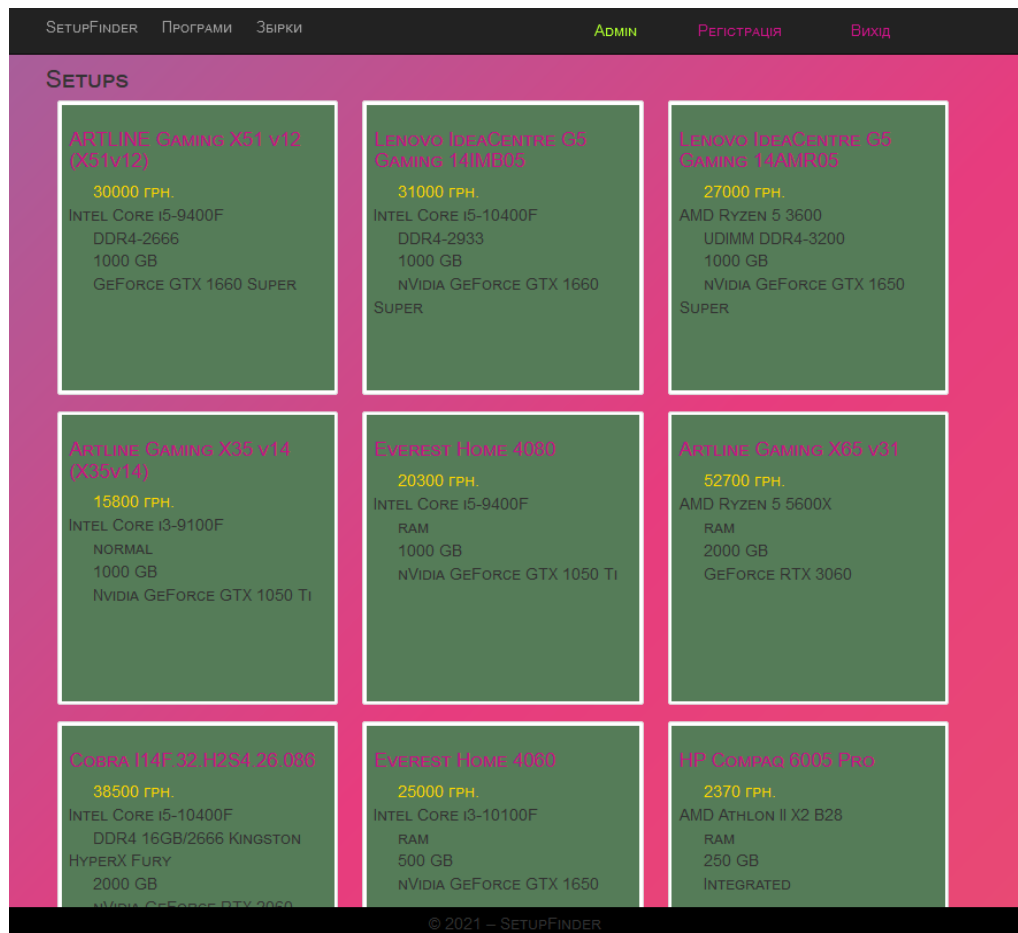 SetupFinder Програми Збірки Admin Регістрація Вихід
Setups
ARTLINE Gaming X51 v12
(X51v12)
30000 грн.
Intel Core i5-9400F
DDR4-2666
1000 GB
GeForce GTX 1660 Super
Lenovo IdeaCentre G5
Gaming 14IMB05
31000 грн.
Intel Core i5-10400F
DDR4-2933
1000 GB
nVidia GeForce GTX 1660
Super
Lenovo IdeaCentre G5
Gaming 14AMR05
27000 грн.
AMD Ryzen 5 3600
UDIMM DDR4-3200
1000 GB
nVidia GeForce GTX 1650
Super
Artline Gaming X35 v14
(X35v14)
15800 грн.
Intel Core i3-9100F
normal
1000 GB
Nvidia GeForce GTX 1050 Ti
Everest Home 4080
20300 грн.
Intel Core i5-9400F
ram
1000 GB
nVidia GeForce GTX 1050 Ti
Artline Gaming X65 v31
52700 грн.
AMD Ryzen 5 5600X
ram
2000 GB
GeForce RTX 3060
Cobra I14F.32.H2S4.26.086
38500 грн.
Intel Core i5-10400F
DDR4 16GB/2666 Kingston
HyperX Fury
2000 GB
nVidia GeForce RTX 2060
Everest Home 4060
25000 грн.
Intel Core i3-10100F
ram
500 GB
nVidia GeForce GTX 1650
HP Compaq 6005 Pro
2370 грн.
AMD Athlon II X2 B28
ram
250 GB
Integrated
© 2021 – SetupFinder